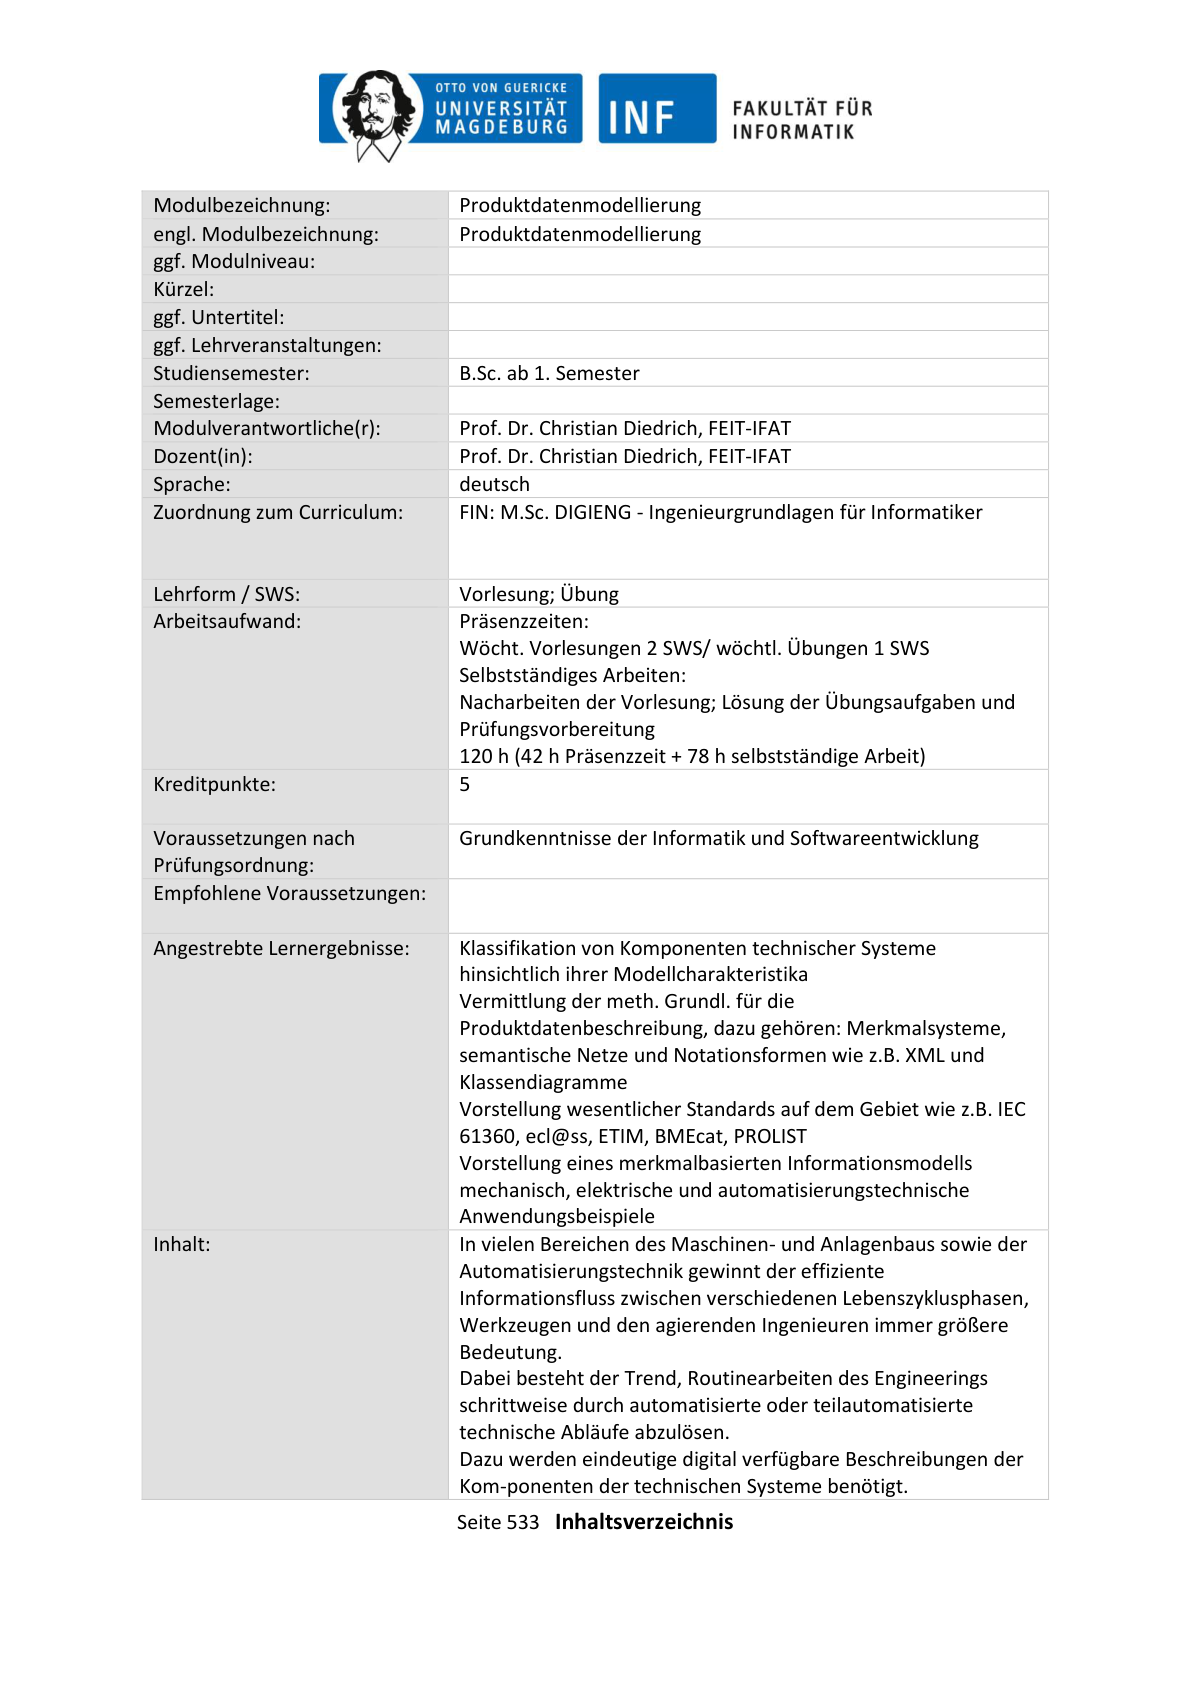 OTTO VON GUERICKE
UNIVERSITÄT
MAGDEBURG
INF
FAKULTÄT FÜR
INFORMATIK
Modulbezeichnung: Produktdatenmodellierung
engl. Modulbezeichnung: Produktdatenmodellierung
ggf. Modulniveau:
Kürzel:
ggf. Untertitel:
ggf. Lehrveranstaltungen:
Studiensemester: B.Sc. ab 1. Semester
Semesterlage:
Modulverantwortliche(r): Prof. Dr. Christian Diedrich, FEIT-IFAT
Dozent(in): Prof. Dr. Christian Diedrich, FEIT-IFAT
Sprache: deutsch
Zuordnung zum Curriculum: FIN: M.Sc. DIGIENG - Ingenieurgrundlagen für Informatiker
Lehrform / SWS: Vorlesung; Übung
Arbeitsaufwand: Präsenzzeiten:
Wöcht. Vorlesungen 2 SWS/ wöchtl. Übungen 1 SWS
Selbstständiges Arbeiten:
Nacharbeiten der Vorlesung; Lösung der Übungsaufgaben und
Prüfungsvorbereitung
120 h (42 h Präsenzzeit + 78 h selbstständige Arbeit)
Kreditpunkte: 5
Voraussetzungen nach
Prüfungsordnung:
Grundkenntnisse der Informatik und Softwareentwicklung
Empfohlene Voraussetzungen:
Angestrebte Lernergebnisse: Klassifikation von Komponenten technischer Systeme
hinsichtlich ihrer Modellcharakteristika
Vermittlung der meth. Grundl. für die
Produktdatenbeschreibung, dazu gehören: Merkmalsysteme,
semantische Netze und Notationsformen wie z.B. XML und
Klassendiagramme
Vorstellung wesentlicher Standards auf dem Gebiet wie z.B. IEC
61360, ecl@ss, ETIM, BMEcat, PROLIST
Vorstellung eines merkmalbasierten Informationsmodells
mechanisch, elektrische und automatisierungstechnische
Anwendungsbeispiele
Inhalt: In vielen Bereichen des Maschinen- und Anlagenbaus sowie der
Automatisierungstechnik gewinnt der effiziente
Informationsfluss zwischen verschiedenen Lebenszyklusphasen,
Werkzeugen und den agierenden Ingenieuren immer größere
Bedeutung.
Dabei besteht der Trend, Routinearbeiten des Engineerings
schrittweise durch automatisierte oder teilautomatisierte
technische Abläufe abzulösen.
Dazu werden eindeutige digital verfügbare Beschreibungen der
Kom-ponenten der technischen Systeme benötigt.
Seite 533 Inhaltsverzeichnis